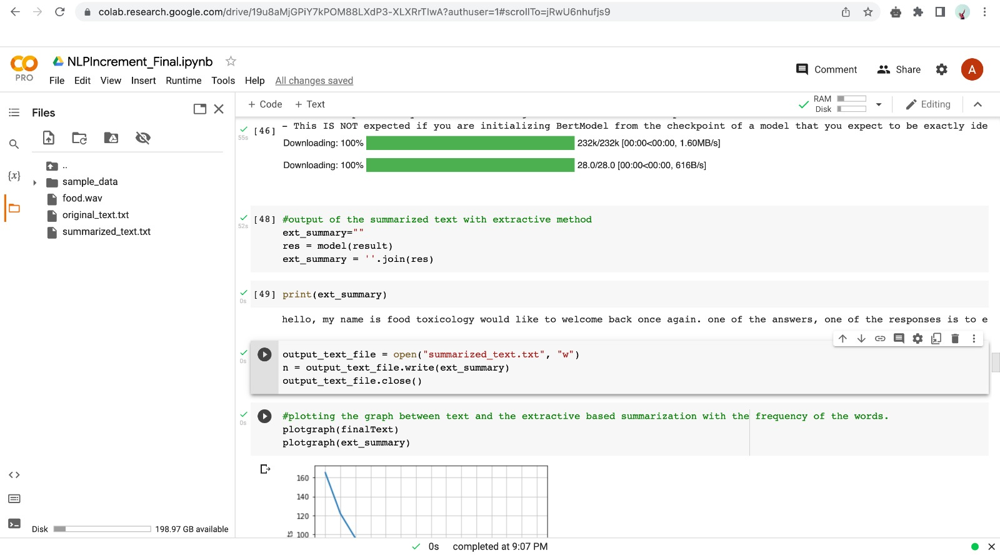 colab.research.google.com/drive/19u8aMjGPiY7kPOM88LXdP3-XLXRrTlwA?authuser=1#scrollTo=jRwU6nhufjs9
PRO
NLPIncrement_Final.ipynb
File Edit View Insert Runtime Tools Help All changes saved
Comment Share A
Files
+ Code + Text
RAM
Disk
Editing
..
sample_data
food.wav
original_text.txt
summarized_text.txt
{x}
Disk 198.97 GB available
55s
[46] - This IS NOT expected if you are initializing BertModel from the checkpoint of a model that you expect to be exactly ide
Downloading: 100% 232k/232k [00:00<00:00, 1.60MB/s]
Downloading: 100% 28.0/28.0 [00:00<00:00, 616B/s]
52s
[48] #output of the summarized text with extractive method
ext_summary=""
res = model(result)
ext_summary = ''.join(res)
0s
[49] print(ext_summary)
hello, my name is food toxicology would like to welcome back once again. one of the answers, one of the responses is to e
0s
output_text_file = open("summarized_text.txt", "w")
n = output_text_file.write(ext_summary)
output_text_file.close()
0s
#plotting the graph between text and the extractive based summarization with the frequency of the words.
plotgraph(finalText)
plotgraph(ext_summary)
160
140
120
100
0s completed at 9:07 PM